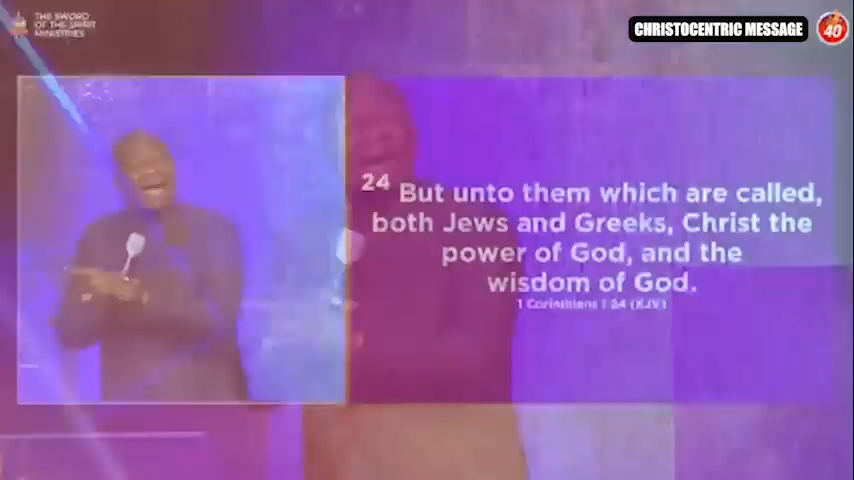 THE SWORD
OF THE SPIRIT
MINISTRIES
CHRISTOCENTRIC MESSAGE
40
24 But unto them which are called,
both Jews and Greeks, Christ the
power of God, and the
wisdom of God.
1 Corinthians 1:24 (KJV)